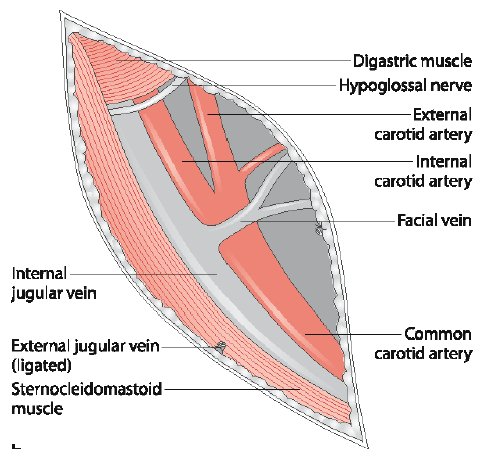 Digastric muscle
Hypoglossal nerve
External
carotid artery
Internal
carotid artery
Facial vein
Internal
jugular vein
External jugular vein
(ligated)
Sternocleidomastoid
muscle
Common
carotid artery